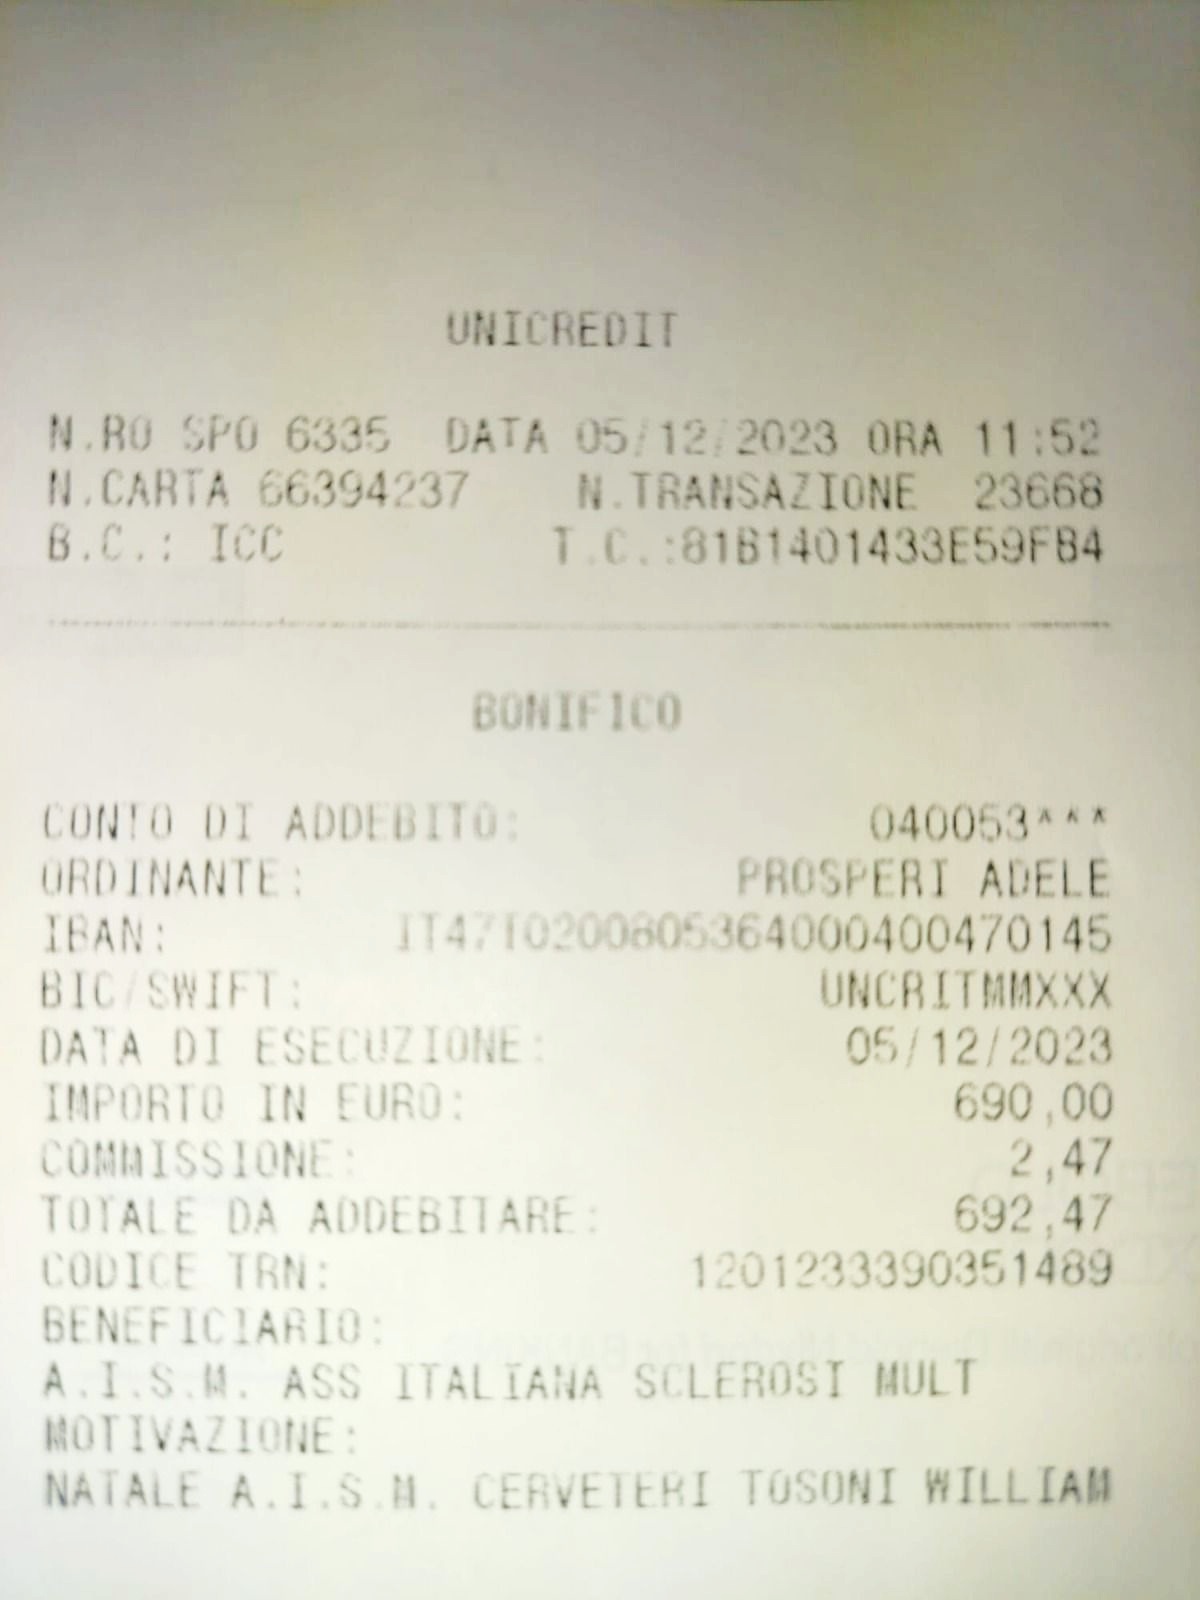 UNICREDIT
N.RO SPO 6335 DATA 05/12/2023 ORA 11:52
N.CARTA 66394237 N.TRANSAZIONE 23668
B.C.: ICC T.C.:81B1401433E59FB4
BONIFICO
CONTO DI ADDEBITO: 040053***
ORDINANTE: PROSPERI ADELE
IBAN: IT47I0200805364000400470145
BIC/SWIFT: UNCRITMMXXX
DATA DI ESECUZIONE: 05/12/2023
IMPORTO IN EURO: 690,00
COMMISSIONE: 2,47
TOTALE DA ADDEBITARE: 692,47
CODICE TRN: 1201233390351489
BENEFICIARIO:
A.I.S.M. ASS ITALIANA SCLEROSI MULT
MOTIVAZIONE:
NATALE A.I.S.M. CERVETERI TOSONI WILLIAM